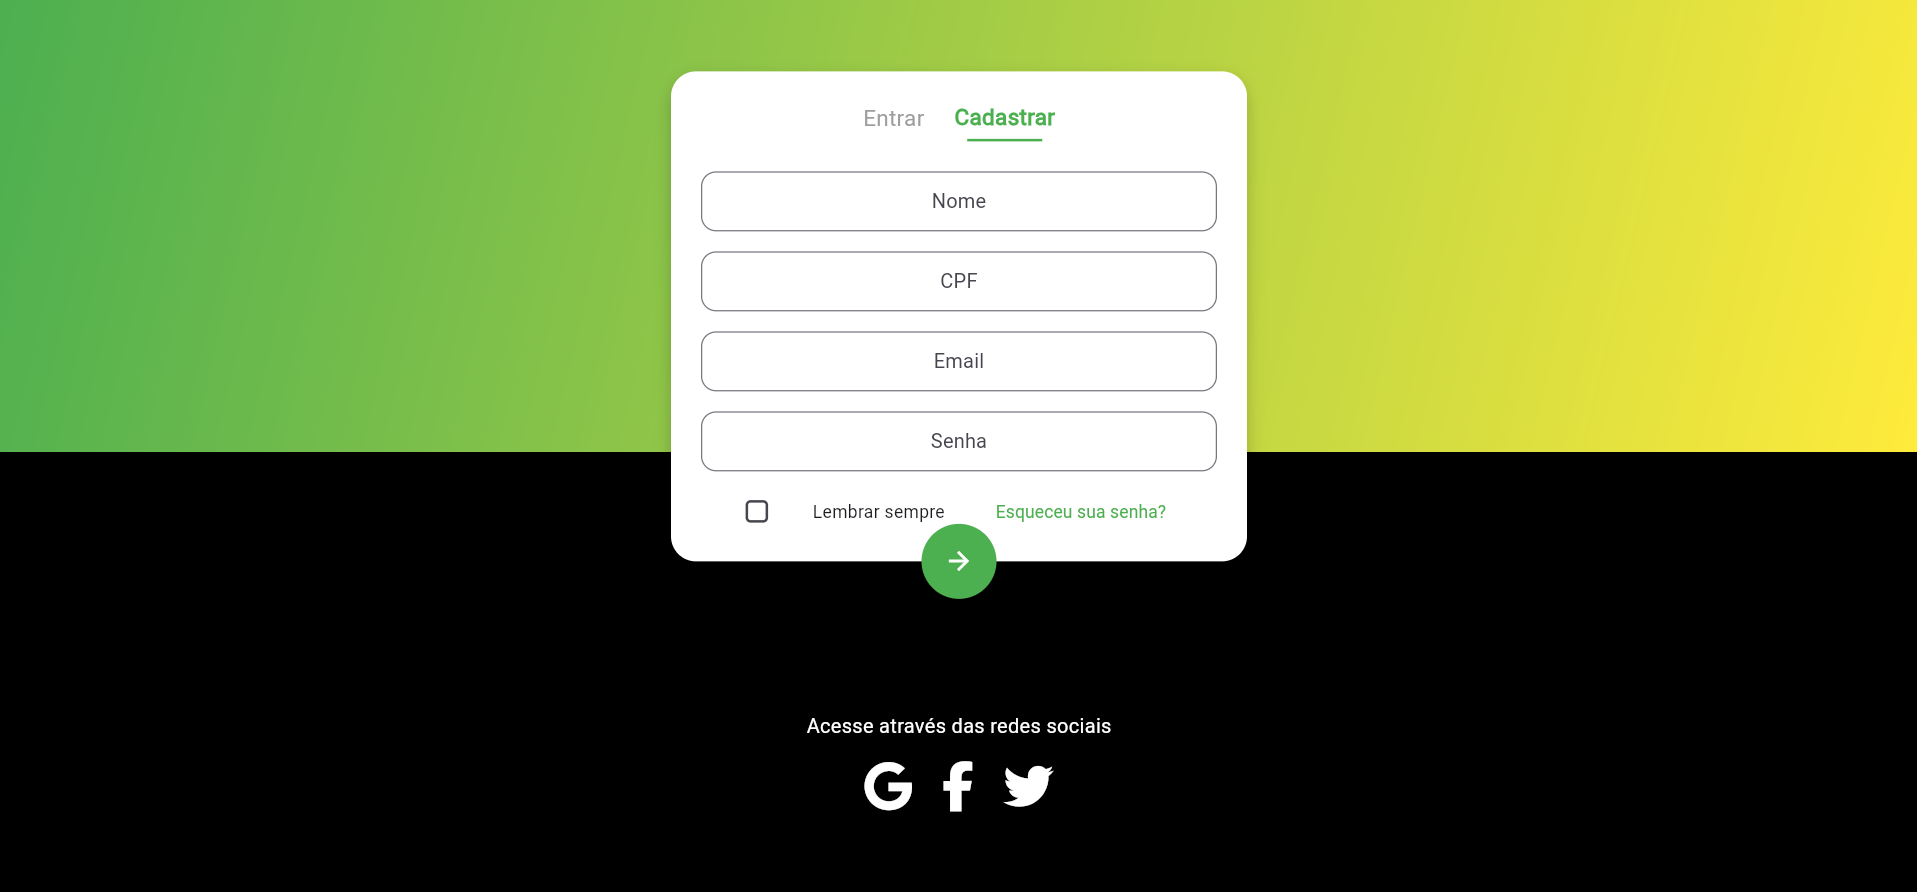 Entrar Cadastrar
Nome
CPF
Email
Senha
Lembrar sempre Esqueceu sua senha?
Acesse através das redes sociais